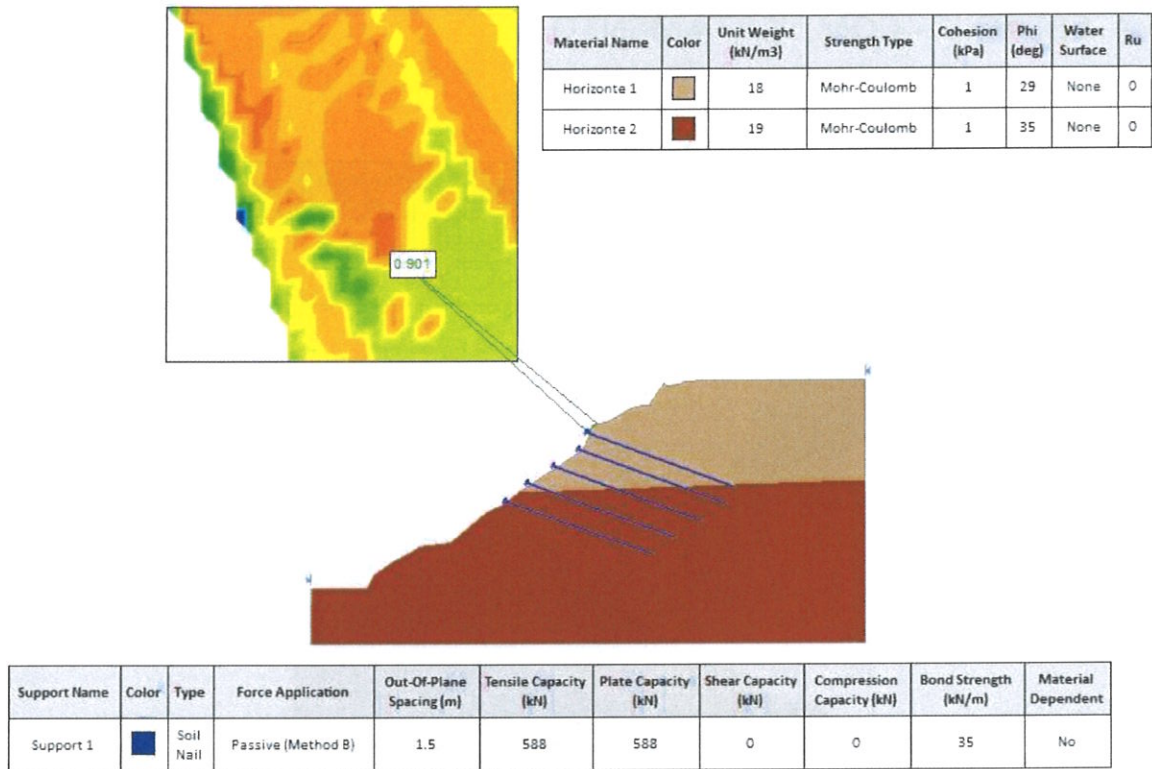 Material Name Color Unit Weight (kN/m3) Strength Type Cohesion (kPa) Phi (deg) Water Surface Ru
Horizonte 1 18 Mohr-Coulomb 1 29 None 0
Horizonte 2 19 Mohr-Coulomb 1 35 None 0
0.901
Support Name Color Type Force Application Out-Of-Plane Spacing (m) Tensile Capacity (kN) Plate Capacity (kN) Shear Capacity (kN) Compression Capacity (kN) Bond Strength (kN/m) Material Dependent
Support 1 Soil Nail Passive (Method B) 1.5 588 588 0 0 35 No